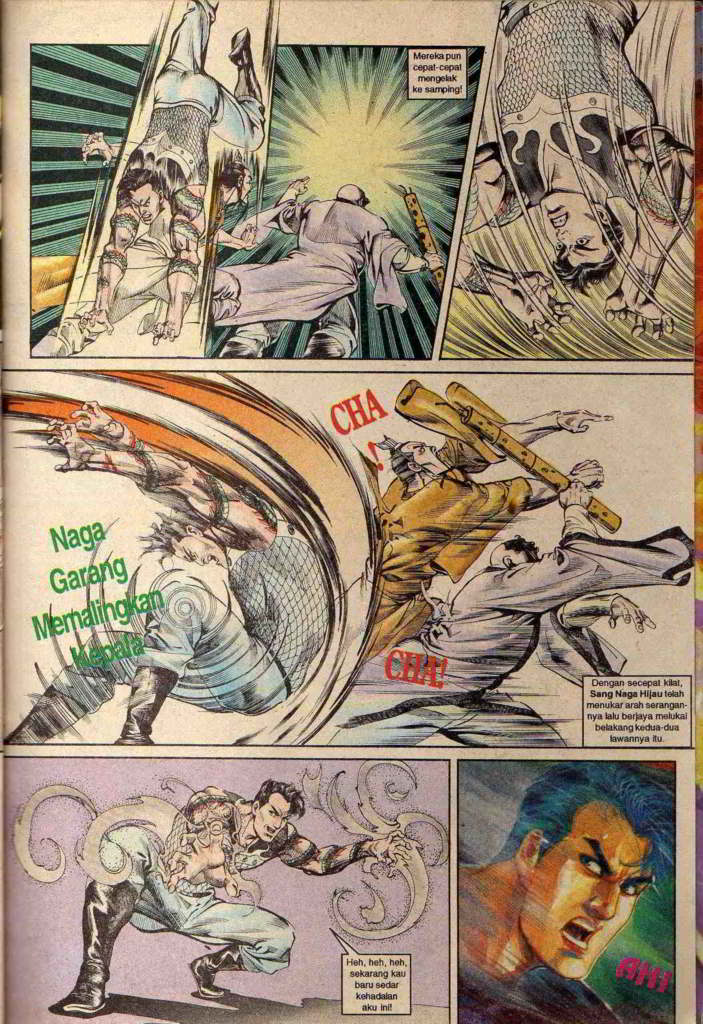 Mereka pun
cepat-cepat
mengelak
ke samping!
CHA
!
Naga
Garang
Memalingkan
Kepala
CHA!
Dengan secepat kilat,
Sang Naga Hijau telah
menukar arah serangan-
nya lalu berjaya melukai
belakang kedua-dua
lawannya itu.
Heh, heh, heh,
sekarang kau
baru sedar
kehadaian
aku ini!
AH!